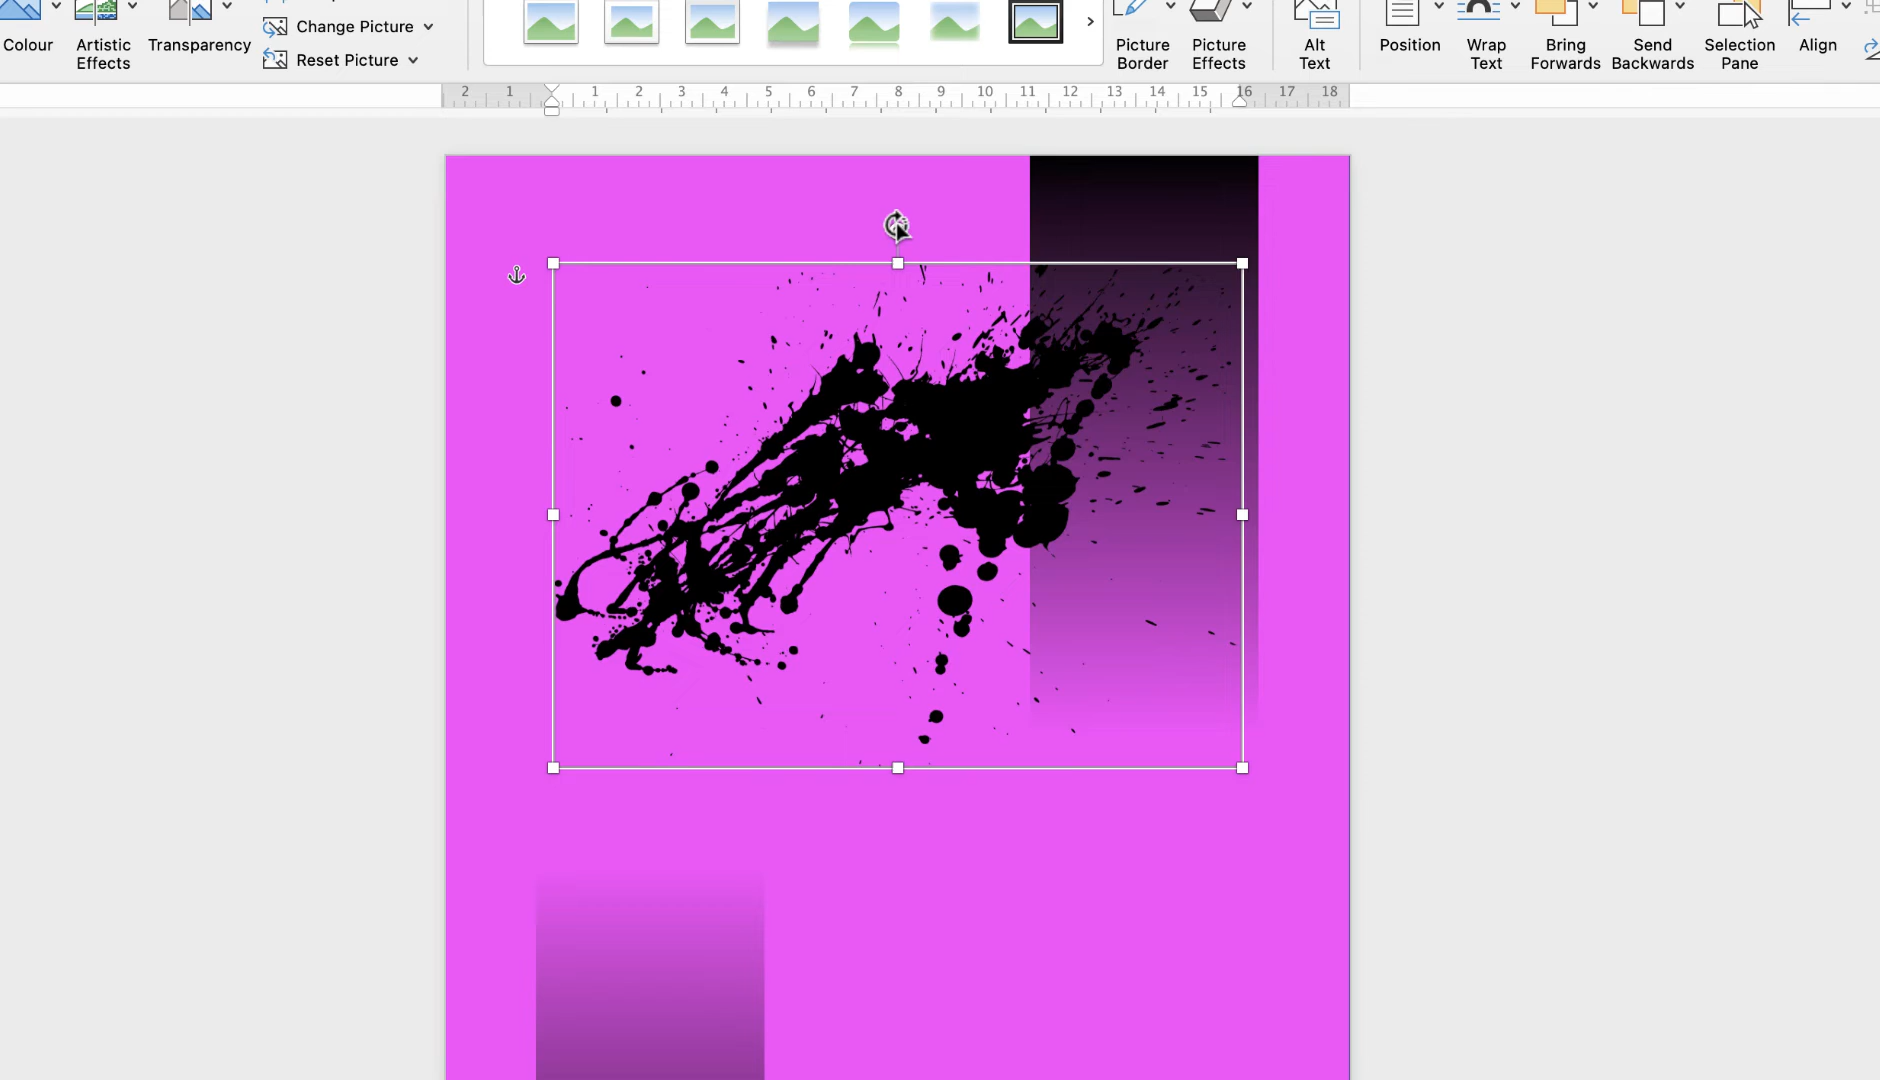 Change Picture
Reset Picture
Colour
Artistic Effects
Transparency
Picture Border
Picture Effects
Alt Text
Position
Wrap Text
Bring Forwards
Send Backwards
Selection Pane
Align
2 1 1 2 3 4 5 6 7 8 9 10 11 12 13 14 15 16 17 18